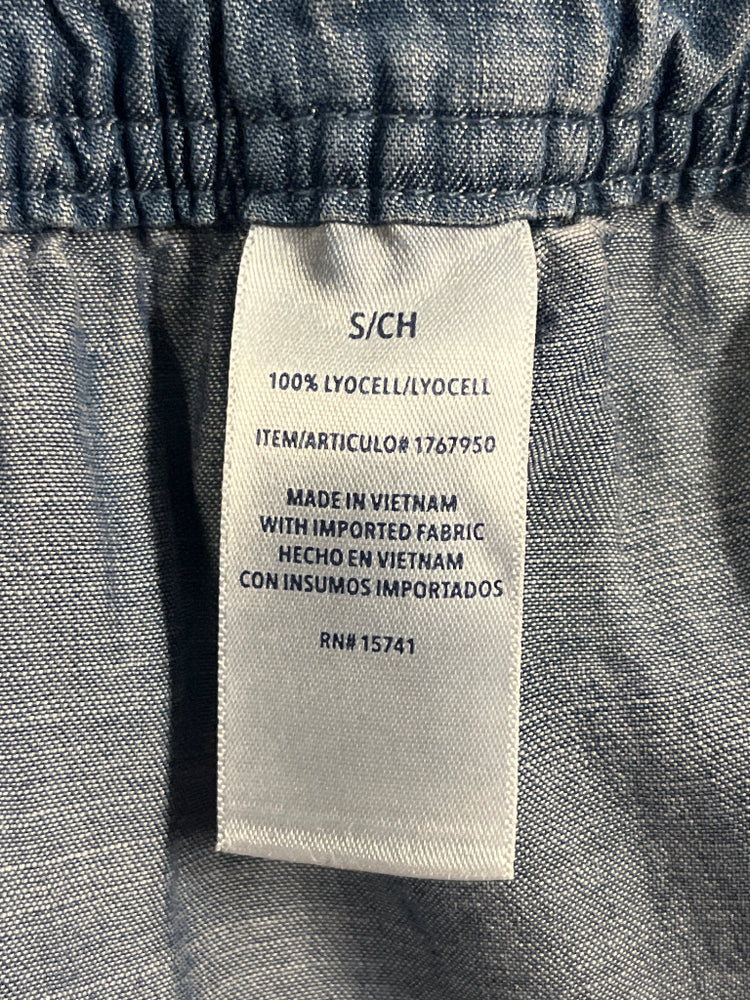 S/CH
100% LYOCELL/LYOCELL
ITEM/ARTICULO# 1767950
MADE IN VIETNAM
WITH IMPORTED FABRIC
HECHO EN VIETNAM
CON INSUMOS IMPORTADOS
RN# 15741